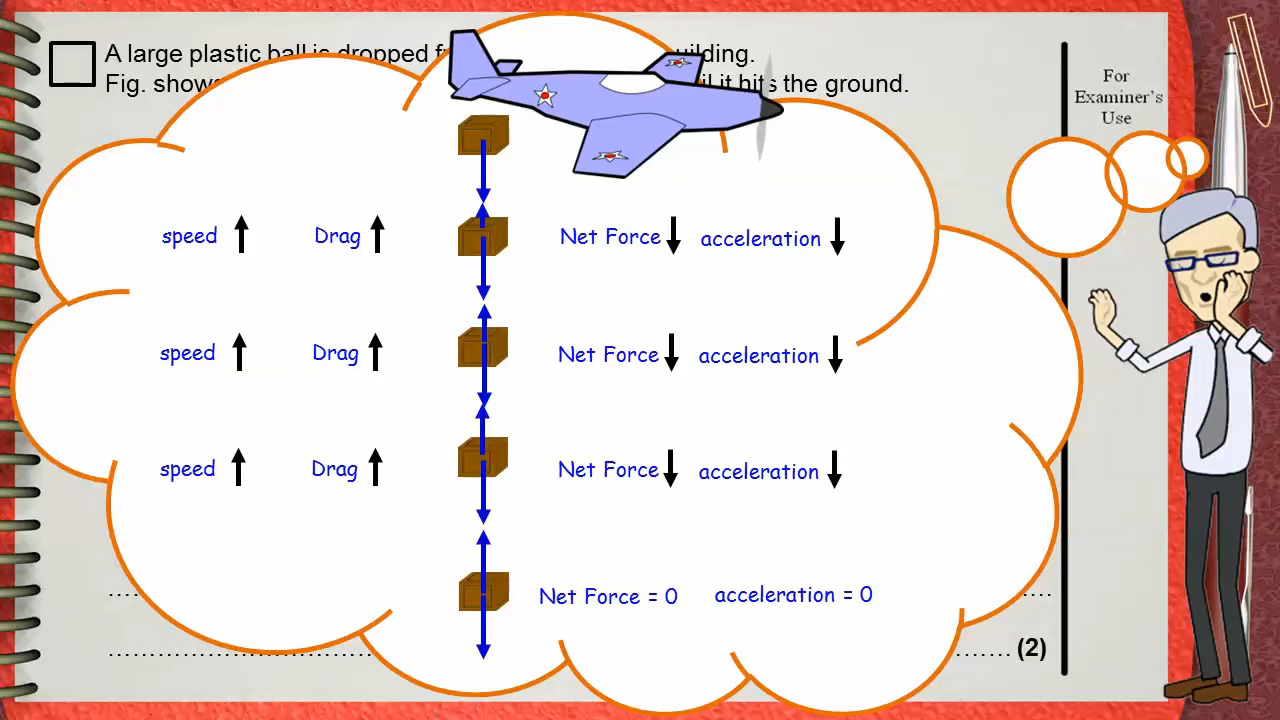 A large plastic ball is dropped f uilding.
Fig. shows il it hits the ground.
For
Examiner's
Use
speed Drag Net Force acceleration
speed Drag Net Force acceleration
speed Drag Net Force acceleration
Net Force = 0 acceleration = 0
(2)